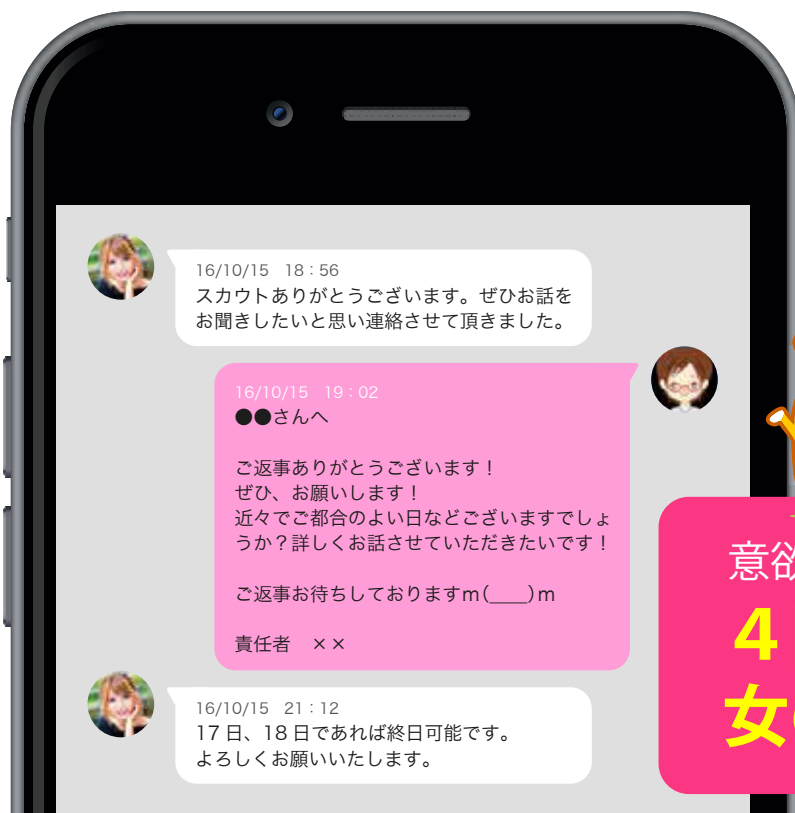 16/10/15 18：56
スカウトありがとうございます。ぜひお話を
お聞きしたいと思い連絡させて頂きました。
16/10/15 19：02
●●さんへ
ご返事ありがとうございます！
ぜひ、お願いします！
近々でご都合のよい日などございますでしょ
うか？詳しくお話させていただきたいです！
ご返事お待ちしておりますm(___)m
責任者 ××
16/10/15 21：12
17日、18日であれば終日可能です。
よろしくお願いいたします。
意欲
4
女